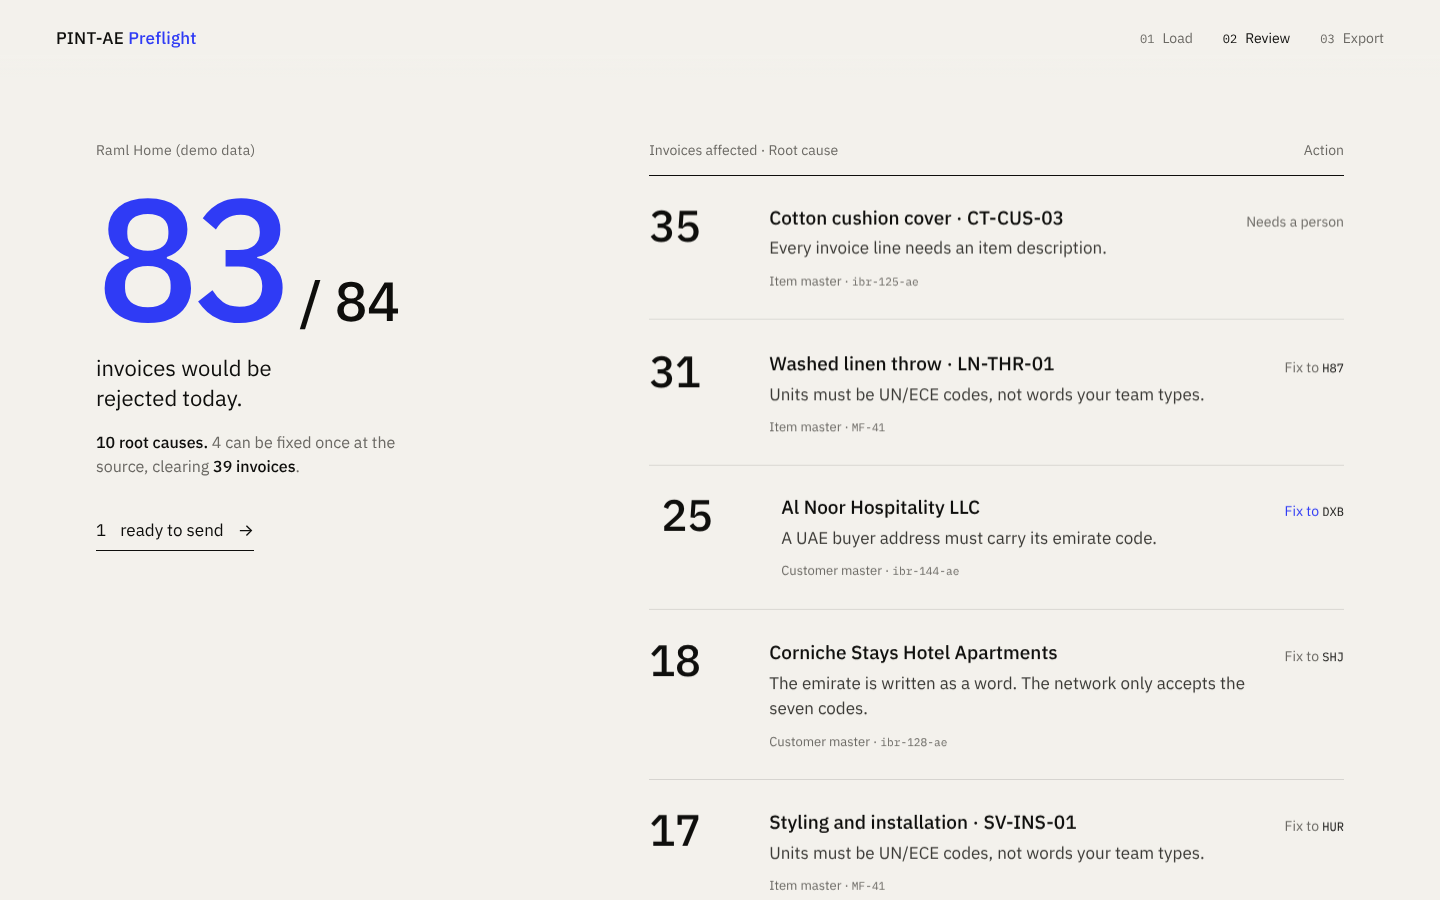 PINT-AE Preflight
01 Load 02 Review 03 Export
Raml Home (demo data)
83 / 84
invoices would be
rejected today.
10 root causes. 4 can be fixed once at the
source, clearing 39 invoices.
1 ready to send →
Invoices affected · Root cause Action
35 Cotton cushion cover · CT-CUS-03 Needs a person
Every invoice line needs an item description.
Item master · ibr-125-ae
31 Washed linen throw · LN-THR-01 Fix to H87
Units must be UN/ECE codes, not words your team types.
Item master · MF-41
25 Al Noor Hospitality LLC Fix to DXB
A UAE buyer address must carry its emirate code.
Customer master · ibr-144-ae
18 Corniche Stays Hotel Apartments Fix to SHJ
The emirate is written as a word. The network only accepts the
seven codes.
Customer master · ibr-128-ae
17 Styling and installation · SV-INS-01 Fix to HUR
Units must be UN/ECE codes, not words your team types.
Item master · MF-41